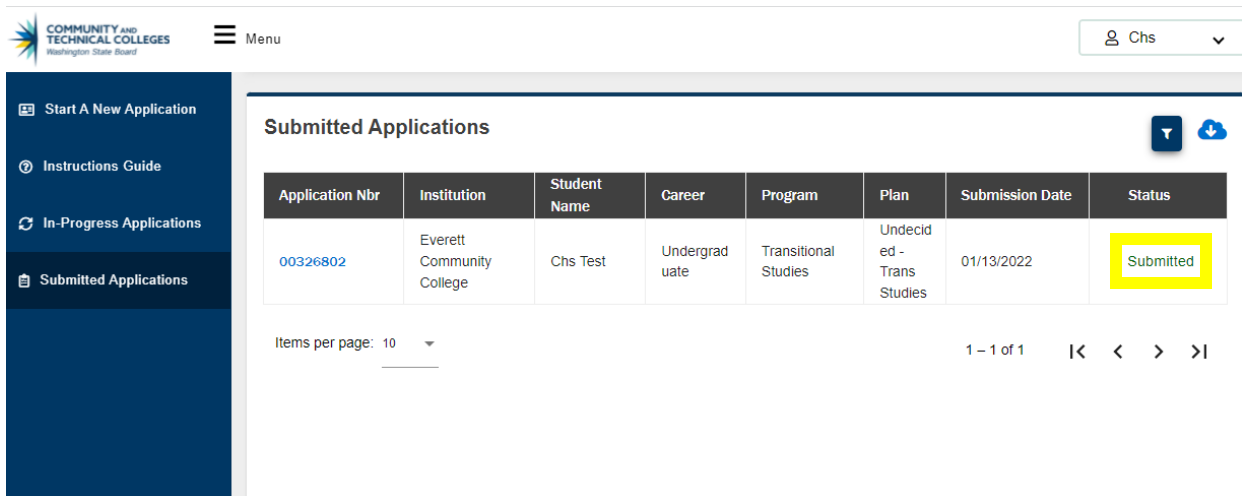 COMMUNITY AND
TECHNICAL COLLEGES
Washington State Board
Menu
Chs
Start A New Application
Instructions Guide
In-Progress Applications
Submitted Applications
Submitted Applications
Application Nbr
Institution
Student
Name
Career
Program
Plan
Submission Date
Status
00326802
Everett
Community
College
Chs Test
Undergrad
uate
Transitional
Studies
Undecid
ed -
Trans
Studies
01/13/2022
Submitted
Items per page: 10
1 – 1 of 1